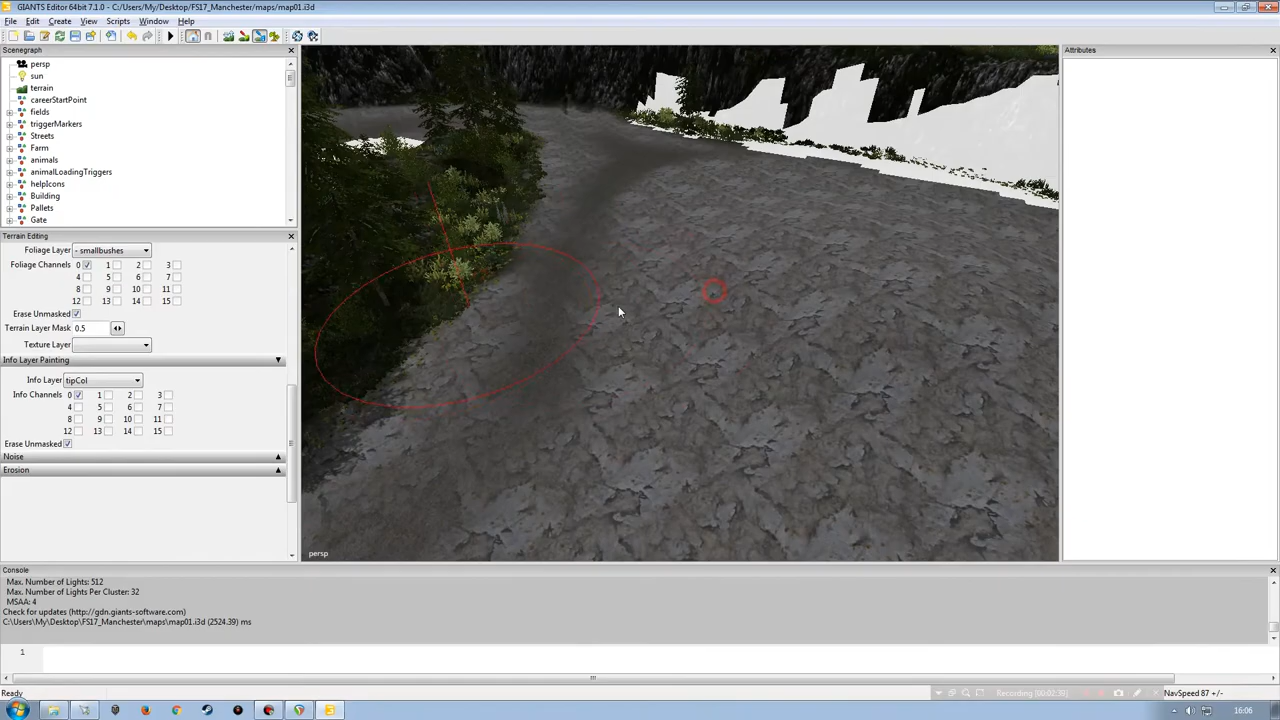 GIANTS Editor 64bit 7.1.0 - C:/Users/My/Desktop/FS17_Manchester/maps/map01.i3d
File Edit Create View Scripts Window Help
Scenegraph
persp
sun
terrain
careerStartPoint
fields
triggerMarkers
Streets
Farm
animals
animalLoadingTriggers
helpIcons
Building
Pallets
Gate
Terrain Editing
Foliage Layer - smallbushes
Foliage Channels 0 1 2 3
4 5 6 7
8 9 10 11
12 13 14 15
Erase Unmasked
Terrain Layer Mask 0.5
Texture Layer
Info Layer Painting
Info Layer tipCol
Info Channels 0 1 2 3
4 5 6 7
8 9 10 11
12 13 14 15
Erase Unmasked
Noise
Erosion
persp
Attributes
Console
Max. Number of Lights: 512
Max. Number of Lights Per Cluster: 32
MSAA: 4
Check for updates (http://gdn.giants-software.com)
C:\Users\My\Desktop\FS17_Manchester\maps\map01.i3d (2524.39) ms
1
Ready
Recording [00:02:38]
NavSpeed 87 +/-
16:06